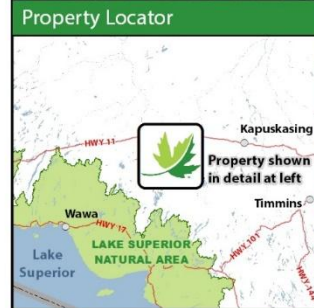 Property Locator
Kapuskasing
HWY 11
Property shown
in detail at left
Timmins
Wawa
HWY 17
HWY 101
LAKE SUPERIOR
NATURAL AREA
Lake
Superior